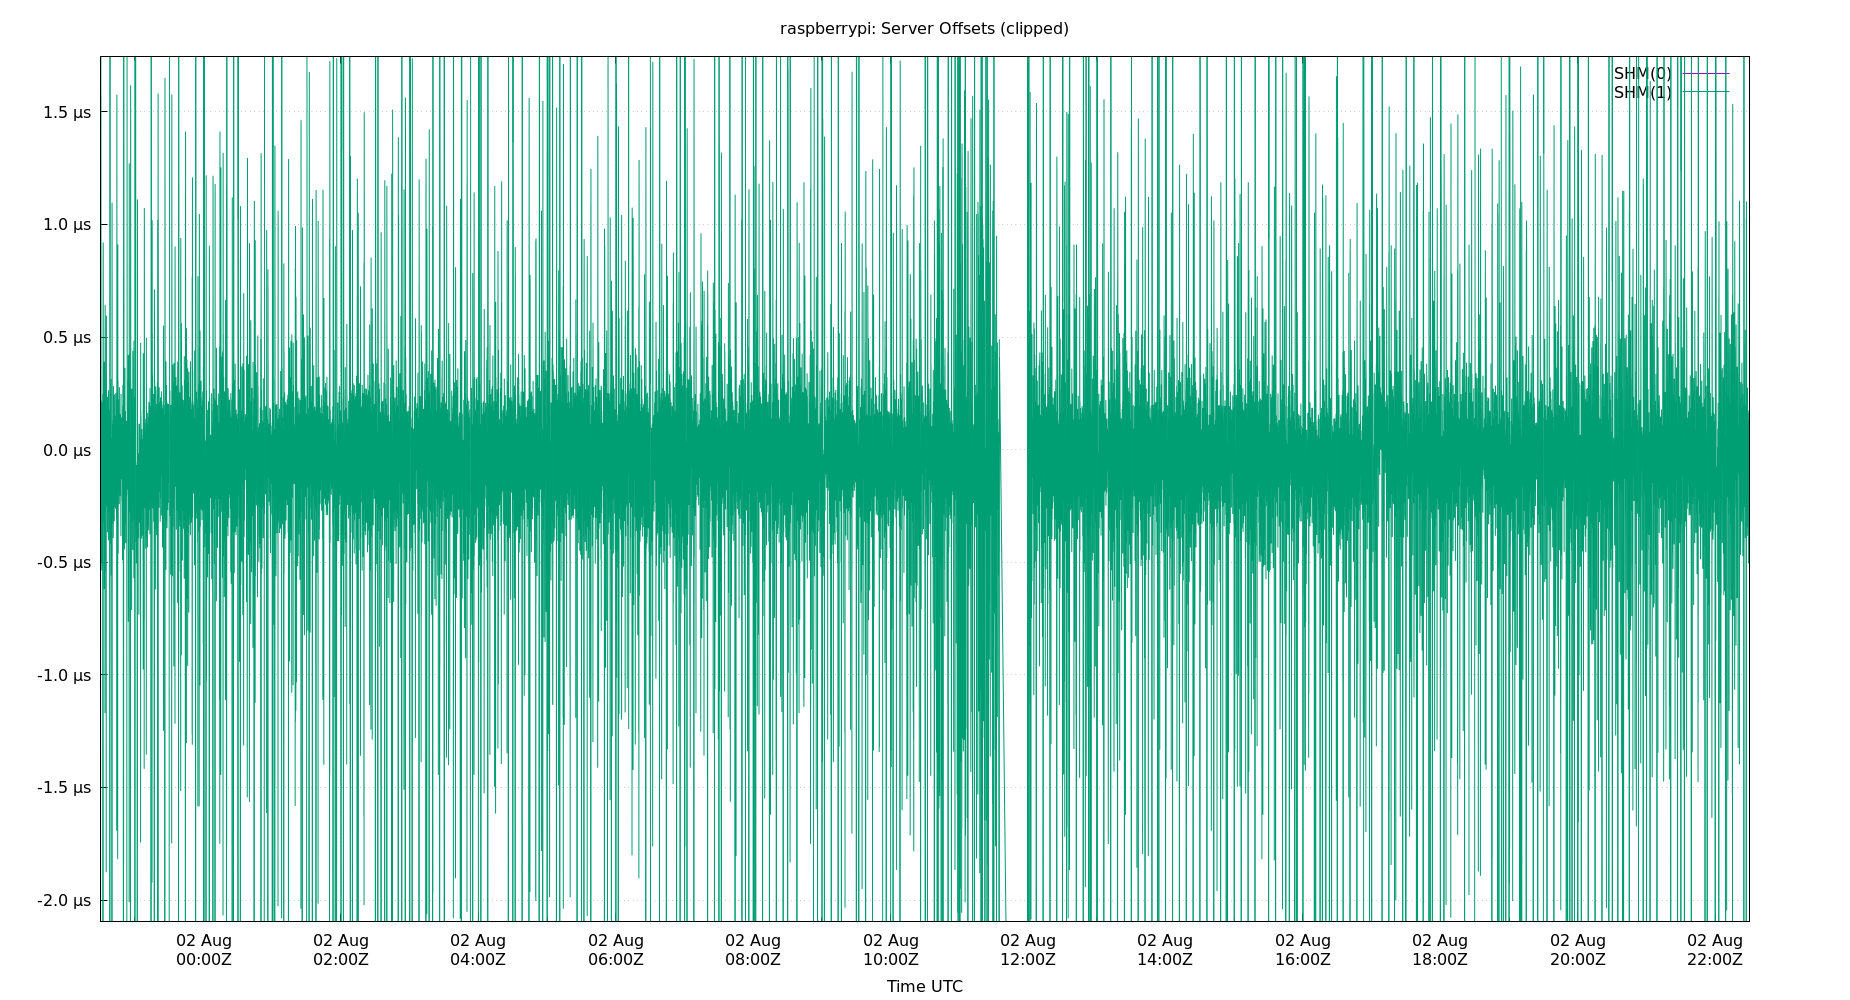 raspberrypi: Server Offsets (clipped)
SHM(0)
SHM(1)
1.5 µs
1.0 µs
0.5 µs
0.0 µs
-0.5 µs
-1.0 µs
-1.5 µs
-2.0 µs
02 Aug 02 Aug 02 Aug 02 Aug 02 Aug 02 Aug 02 Aug 02 Aug 02 Aug 02 Aug 02 Aug 02 Aug
00:00Z 02:00Z 04:00Z 06:00Z 08:00Z 10:00Z 12:00Z 14:00Z 16:00Z 18:00Z 20:00Z 22:00Z
Time UTC